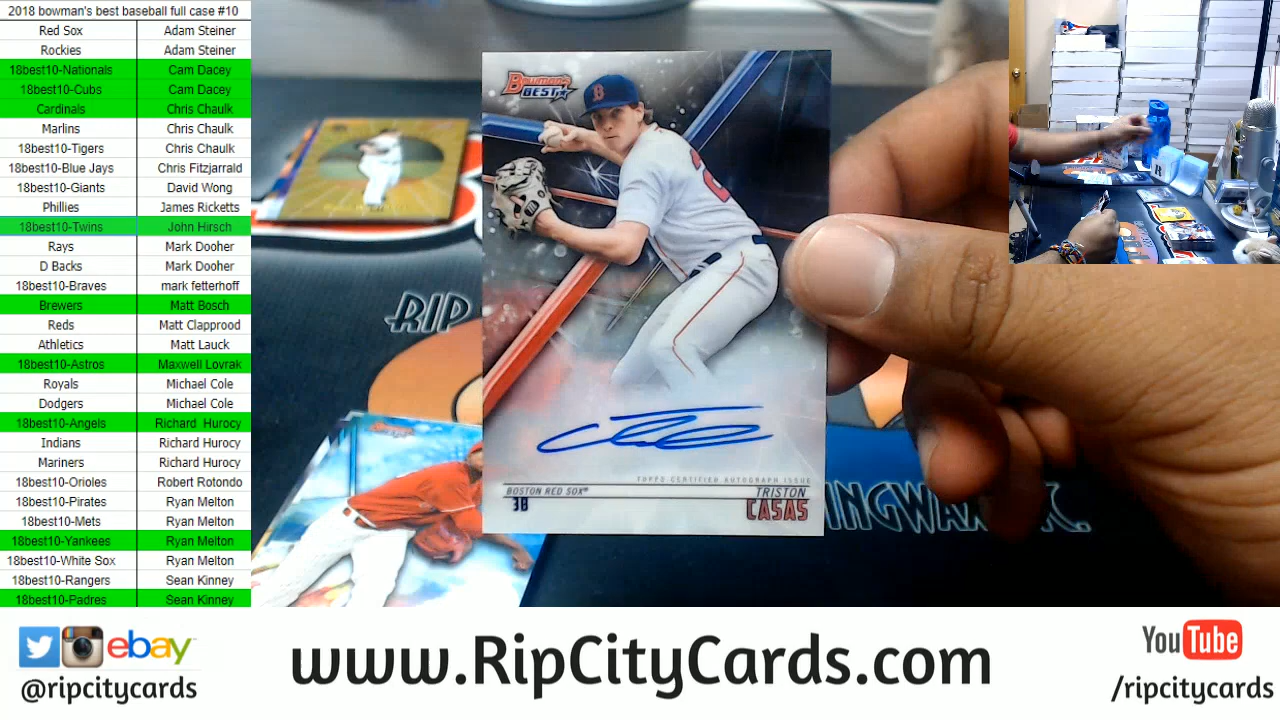 2018 bowman's best baseball full case #10
Red Sox Adam Steiner
Rockies Adam Steiner
18best10-Nationals Cam Dacey
18best10-Cubs Cam Dacey
Cardinals Chris Chaulk
Marlins Chris Chaulk
18best10-Tigers Chris Chaulk
18best10-Blue Jays Chris Fitzjarrald
18best10-Giants David Wong
Phillies James Ricketts
18best10-Twins John Hirsch
Rays Mark Dooher
D Backs Mark Dooher
18best10-Braves mark fetterhoff
Brewers Matt Bosch
Reds Matt Clapprood
Athletics Matt Lauck
18best10-Astros Maxwell Lovrak
Royals Michael Cole
Dodgers Michael Cole
18best10-Angels Richard Hurocy
Indians Richard Hurocy
Mariners Richard Hurocy
18best10-Orioles Robert Rotondo
18best10-Pirates Ryan Melton
18best10-Mets Ryan Melton
18best10-Yankees Ryan Melton
18best10-White Sox Ryan Melton
18best10-Rangers Sean Kinney
18best10-Padres Sean Kinney
Bowman's
BEST
B
2
TOPPS CERTIFIED AUTOGRAPH ISSUE
BOSTON RED SOX®
3B
TRISTON
CASAS
RIP
ebay
@ripcitycards
www.RipCityCards.com
YouTube
/ripcitycards